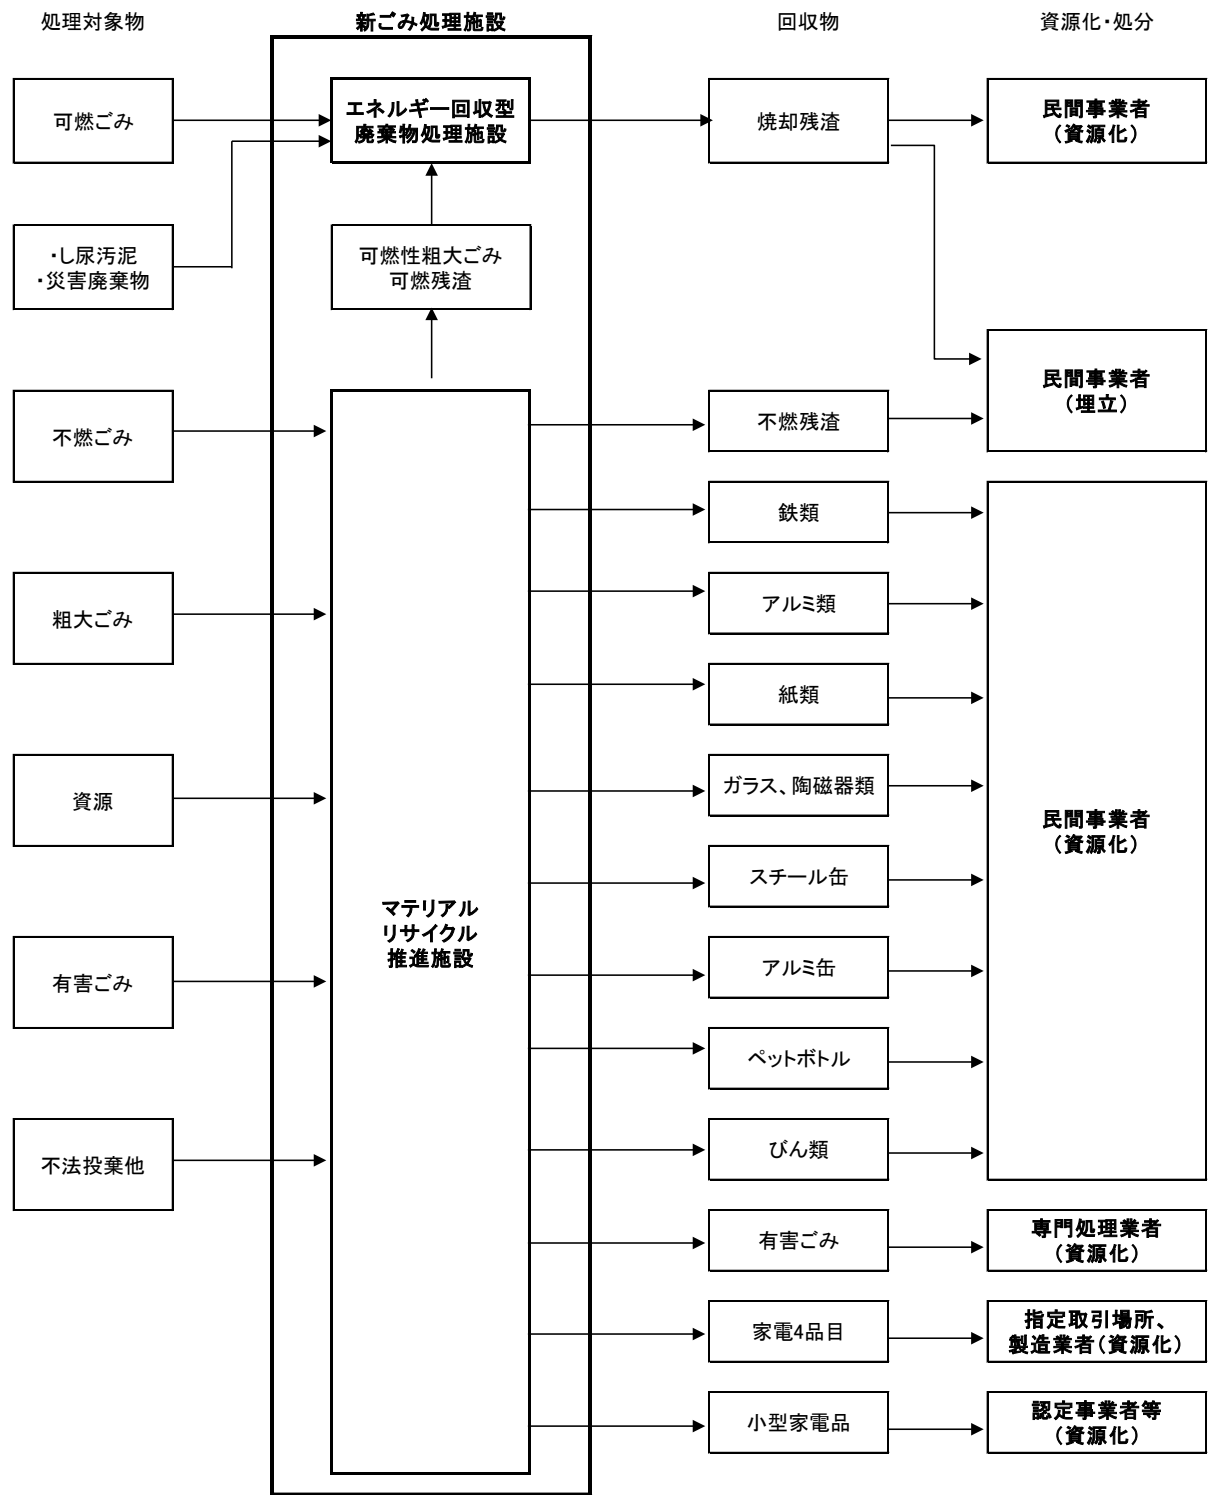 処理対象物
新ごみ処理施設
回収物
資源化・処分
可燃ごみ
エネルギー回収型
廃棄物処理施設
焼却残渣
民間事業者
（資源化）
・し尿汚泥
・災害廃棄物
可燃性粗大ごみ
可燃残渣
民間事業者
（埋立）
不燃ごみ
不燃残渣
鉄類
粗大ごみ
アルミ類
紙類
資源
ガラス、陶磁器類
民間事業者
（資源化）
スチール缶
マテリアル
リサイクル
推進施設
有害ごみ
アルミ缶
ペットボトル
不法投棄他
びん類
有害ごみ
専門処理業者
（資源化）
家電4品目
指定取引場所、
製造業者（資源化）
小型家電品
認定事業者等
（資源化）